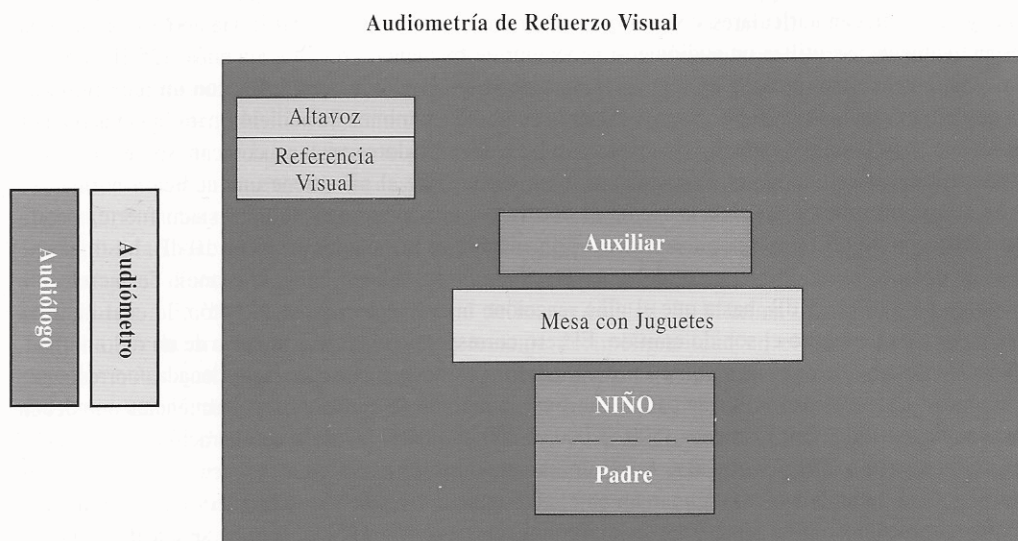 Audiometría de Refuerzo Visual
Altavoz
Referencia
Visual
Audiólogo
Audiómetro
Auxiliar
Mesa con Juguetes
NIÑO
Padre